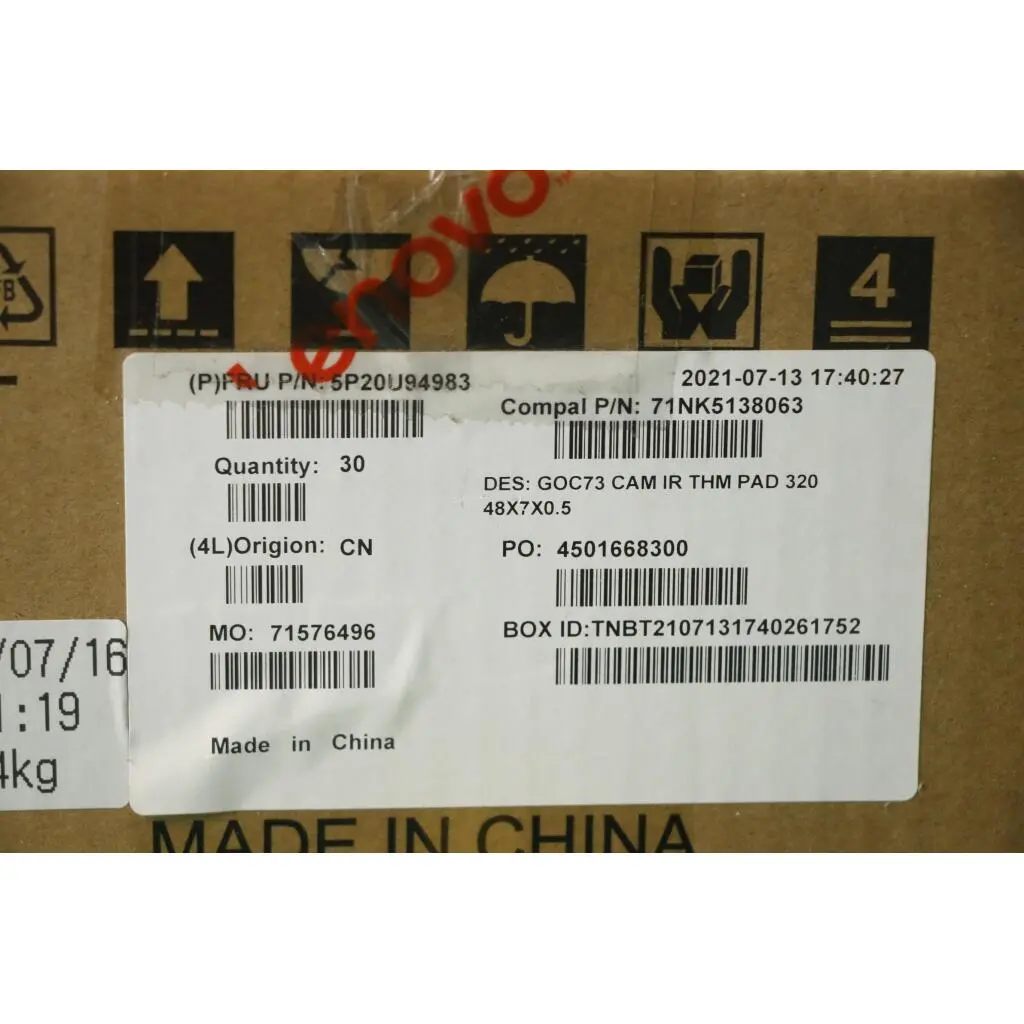 Lenovo™
4
(P)FRU P/N: 5P20U94983
2021-07-13 17:40:27
Compal P/N: 71NK5138063
Quantity: 30
DES: GOC73 CAM IR THM PAD 320
48X7X0.5
(4L)Origion: CN
PO: 4501668300
MO: 71576496
BOX ID:TNBT2107131740261752
Made in China
/07/16
:19
4kg
MADE IN CHINA